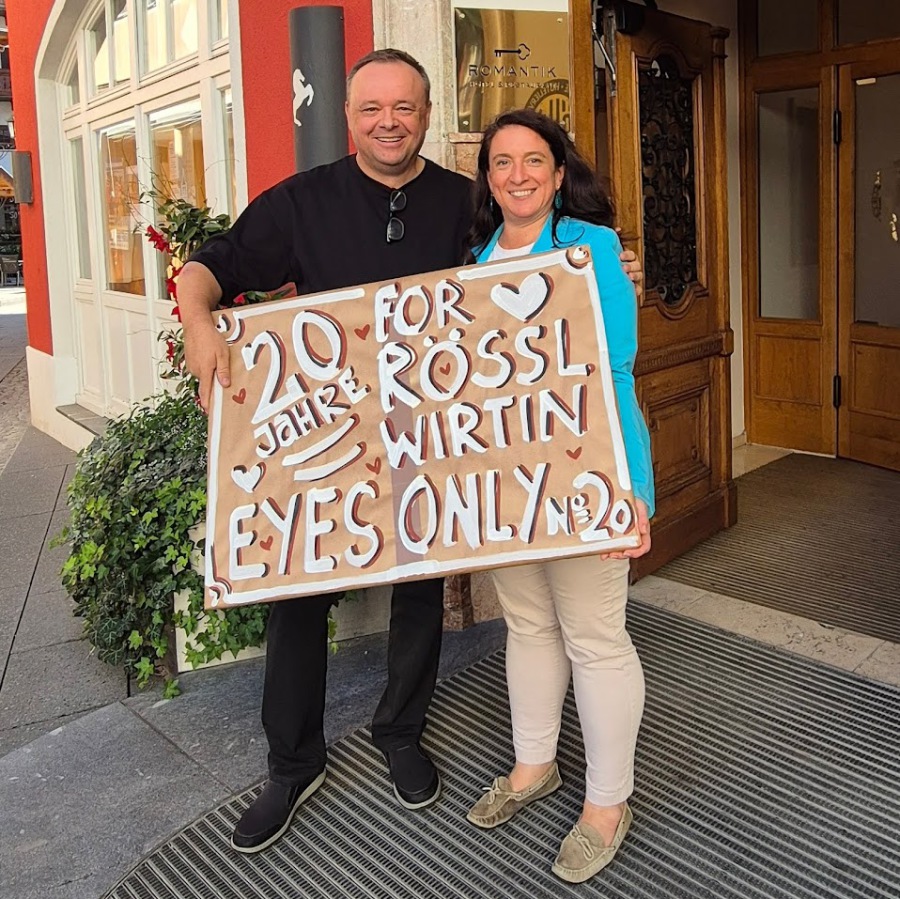 ROMANTIK
20 JAHRE
FOR RÖSSL WIRTIN
EYES ONLY No 20